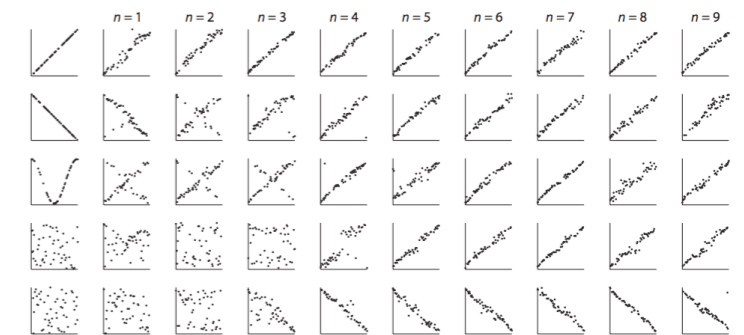 n = 1 n = 2 n = 3 n = 4 n = 5 n = 6 n = 7 n = 8 n = 9